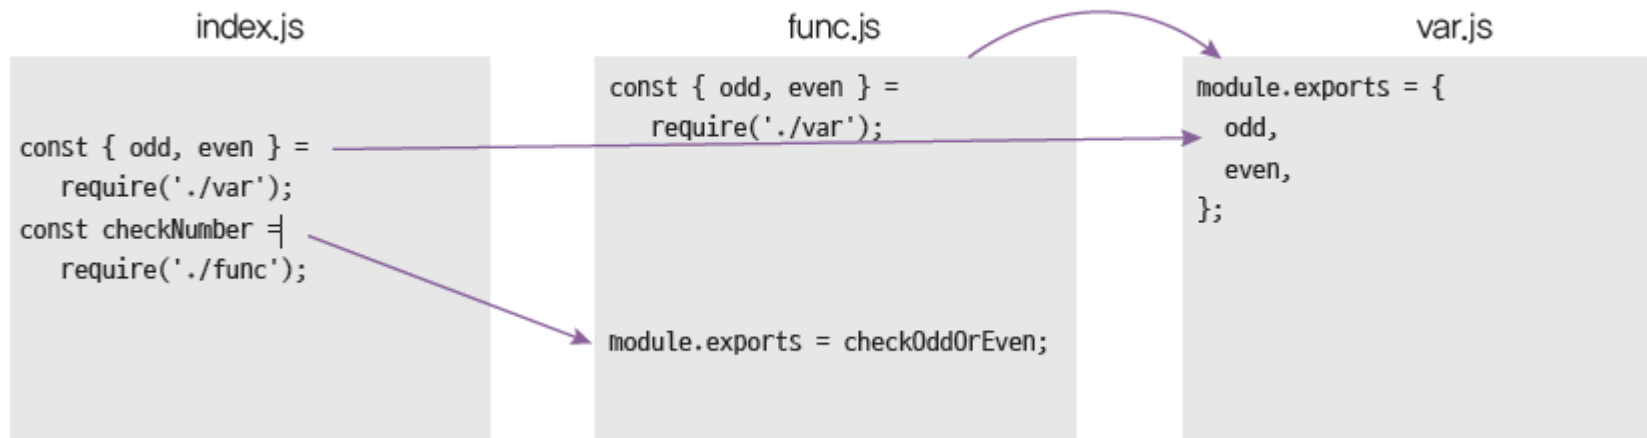 index.js
const { odd, even } =
require('./var');
const checkNumber =
require('./func');
func.js
const { odd, even } =
require('./var');
module.exports = checkOddOrEven;
var.js
module.exports = {
odd,
even,
};